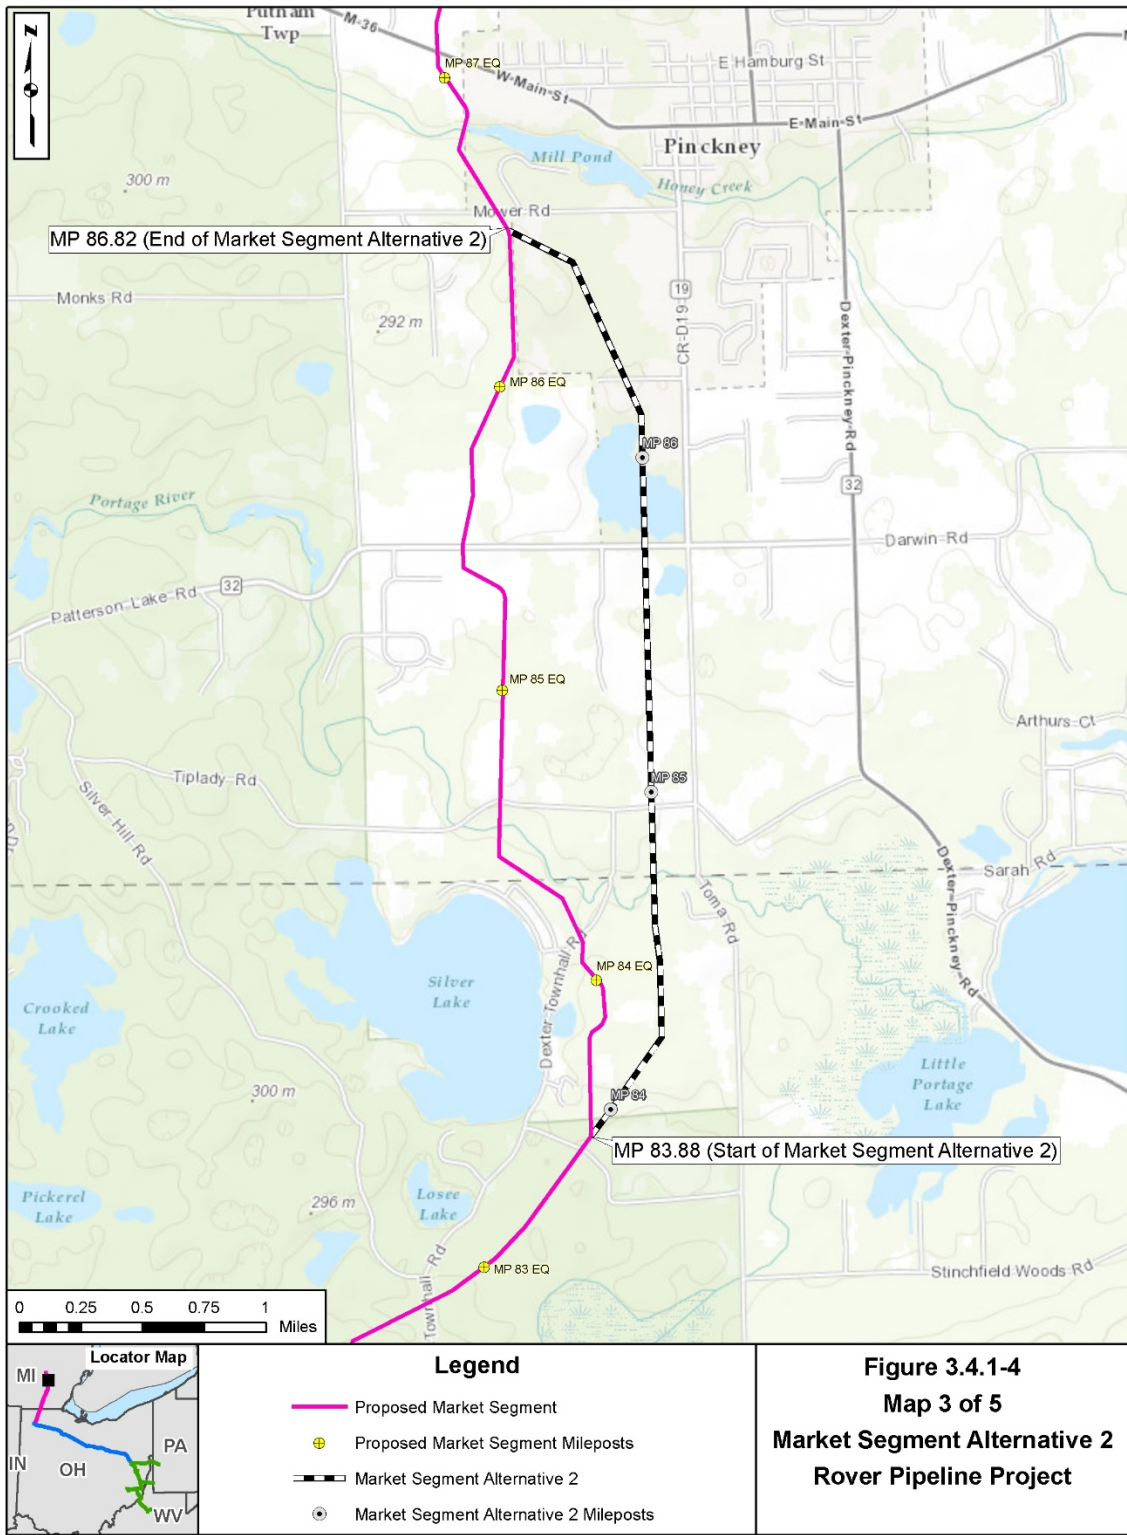 Putnam
Twp
M-36
N
MP 87 EQ
W-Main St
E Hamburg St
E-Main-St
Pinckney
Mill Pond
Honey Creek
300 m
Mower Rd
MP 86.82 (End of Market Segment Alternative 2)
19
Monks Rd
CR-D19
Dexter-Pinckney-Rd
292 m
MP 86 EQ
MP 86
Portage River
32
Darwin-Rd
32
Patterson-Lake-Rd
MP 85 EQ
Arthurs-Ct
Tiplady-Rd
MP 85
Silver-Hill-Rd
Dexter-Pinckney-Rd
Sarah-Rd
Toma-Rd
MP 84 EQ
Silver
Lake
Crooked
Lake
Dexter-Townhall-Rd
Little
Portage
Lake
300 m
MP 84
MP 83.88 (Start of Market Segment Alternative 2)
Pickerel
Lake
296 m
Losee
Lake
Townhall-Rd
MP 83 EQ
Stinchfield-Woods-Rd
0 0.25 0.5 0.75 1
Miles
Locator Map
MI
IN
OH
PA
WV
Legend
Proposed Market Segment
Proposed Market Segment Mileposts
Market Segment Alternative 2
Market Segment Alternative 2 Mileposts
Figure 3.4.1-4
Map 3 of 5
Market Segment Alternative 2
Rover Pipeline Project